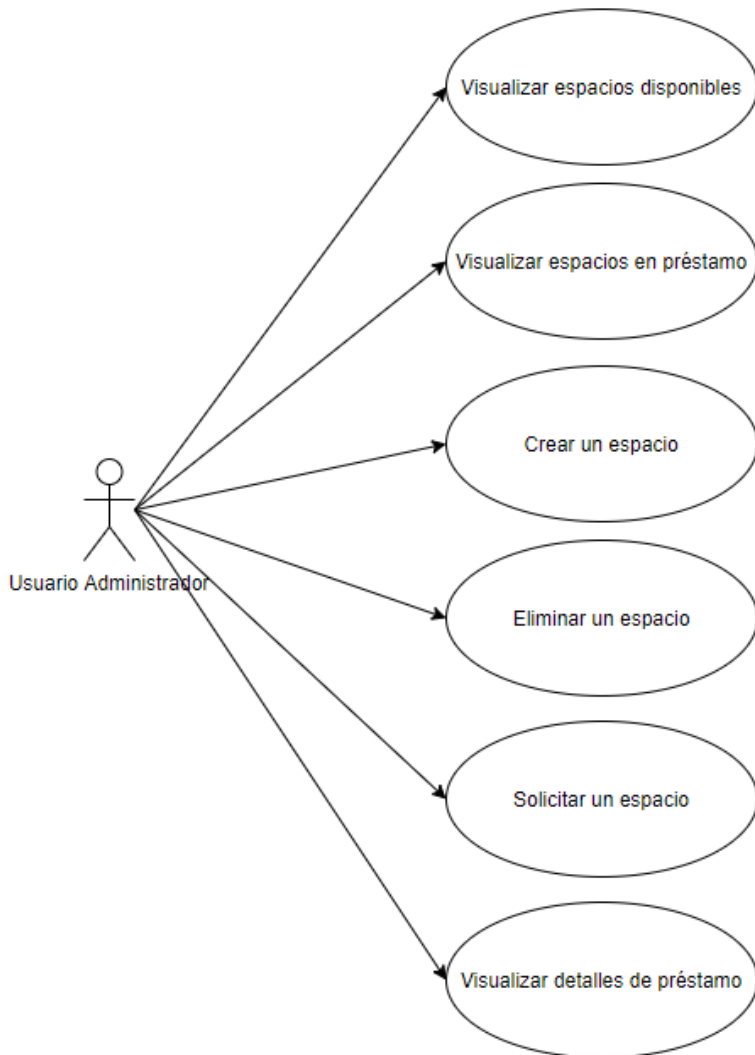 Visualizar espacios disponibles
Visualizar espacios en préstamo
Crear un espacio
Usuario Administrador
Eliminar un espacio
Solicitar un espacio
Visualizar detalles de préstamo